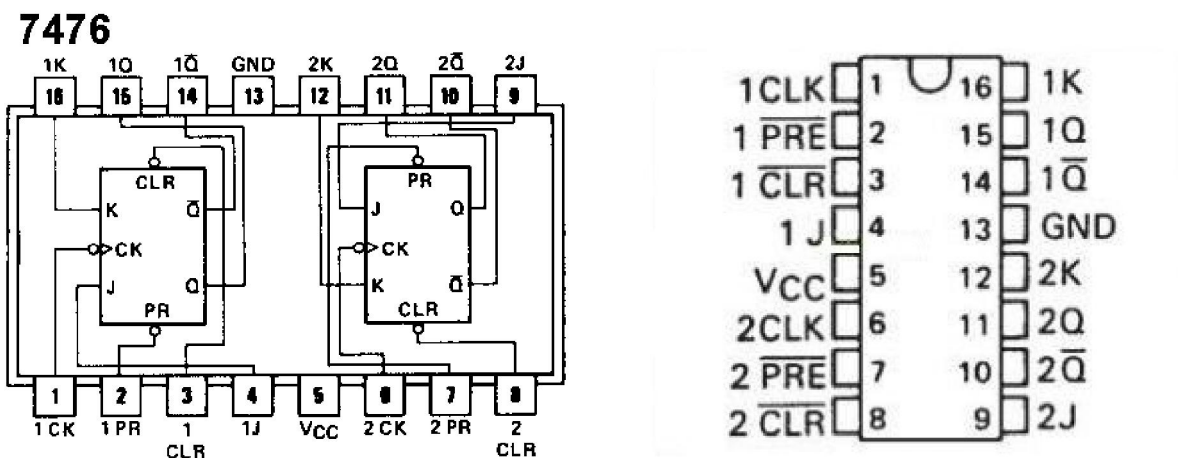 7476
1K 1Q 1Q̅ GND 2K 2Q 2Q̅ 2J
16 15 14 13 12 11 10 9
CLR
K Q̅
CK
J Q
PR
PR
J Q
CK
K Q̅
CLR
1 2 3 4 5 6 7 8
1 CK 1 PR 1 CLR 1J VCC 2 CK 2 PR 2 CLR
1CLK 1 16 1K
1 P̅R̅E̅ 2 15 1Q
1 C̅L̅R̅ 3 14 1Q̅
1 J 4 13 GND
VCC 5 12 2K
2CLK 6 11 2Q
2 P̅R̅E̅ 7 10 2Q̅
2 C̅L̅R̅ 8 9 2J